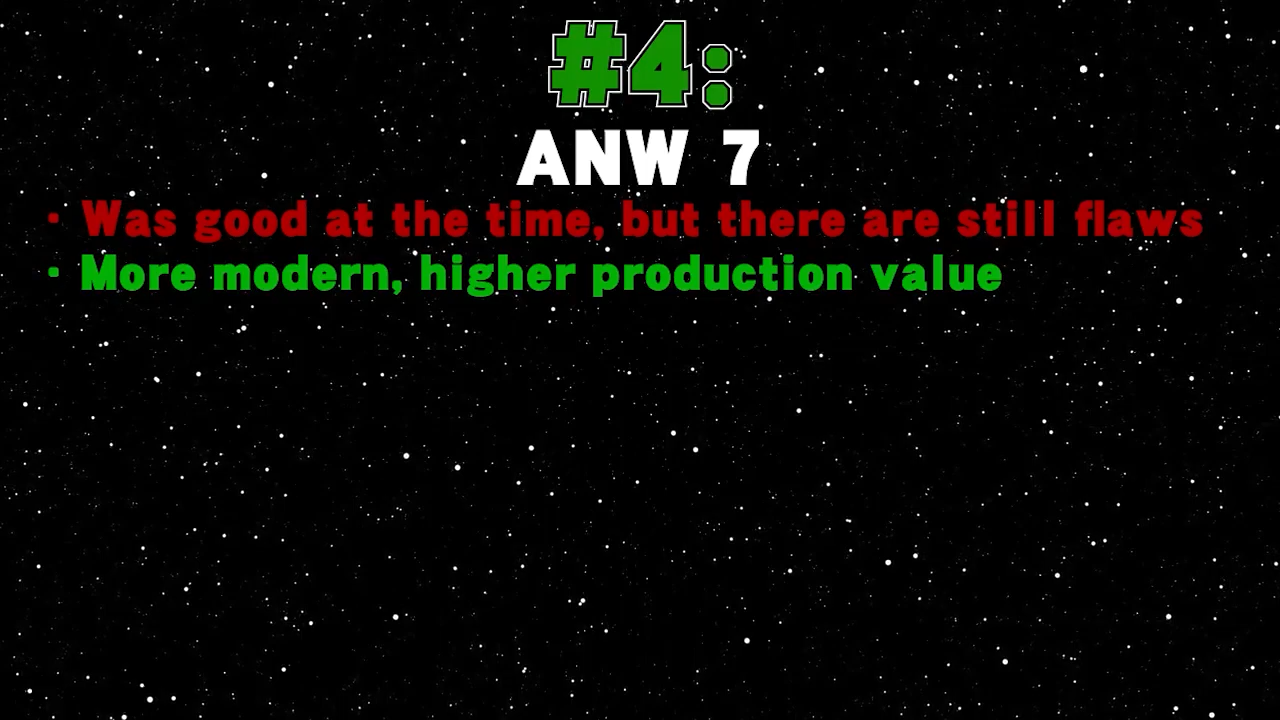 #4:
ANW 7
· Was good at the time, but there are still flaws
· More modern, higher production value